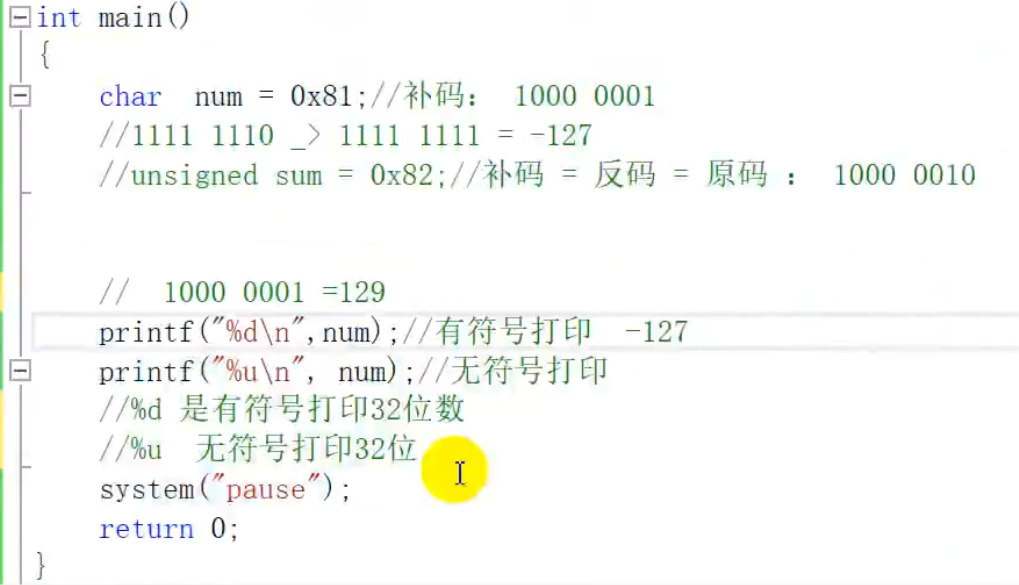 int main()
{
char num = 0x81;//补码： 1000 0001
//1111 1110 _> 1111 1111 = -127
//unsigned sum = 0x82;//补码 = 反码 = 原码 ： 1000 0010
// 1000 0001 =129
printf("%d\n",num);//有符号打印 -127
printf("%u\n", num);//无符号打印
//%d 是有符号打印32位数
//%u 无符号打印32位
system("pause");
return 0;
}